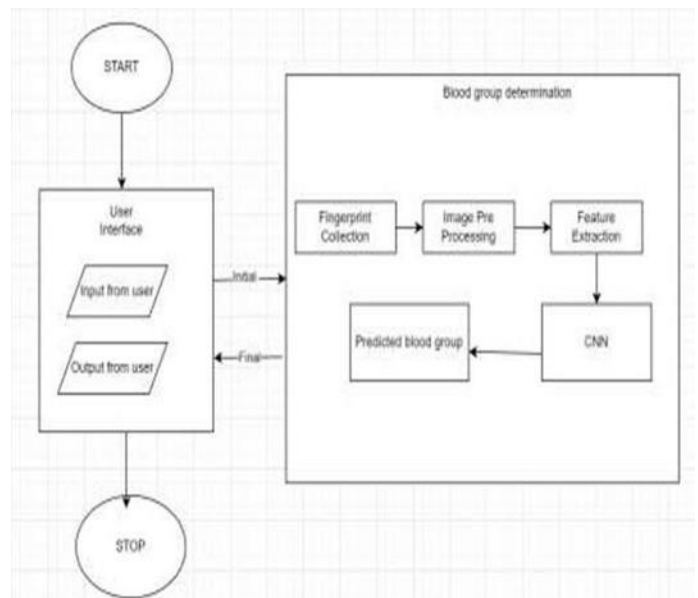 START
User
Interface
Input from user
Output from user
STOP
Initial
Final
Blood group determination
Fingerprint
Collection
Image Pre
Processing
Feature
Extraction
CNN
Predicted blood group